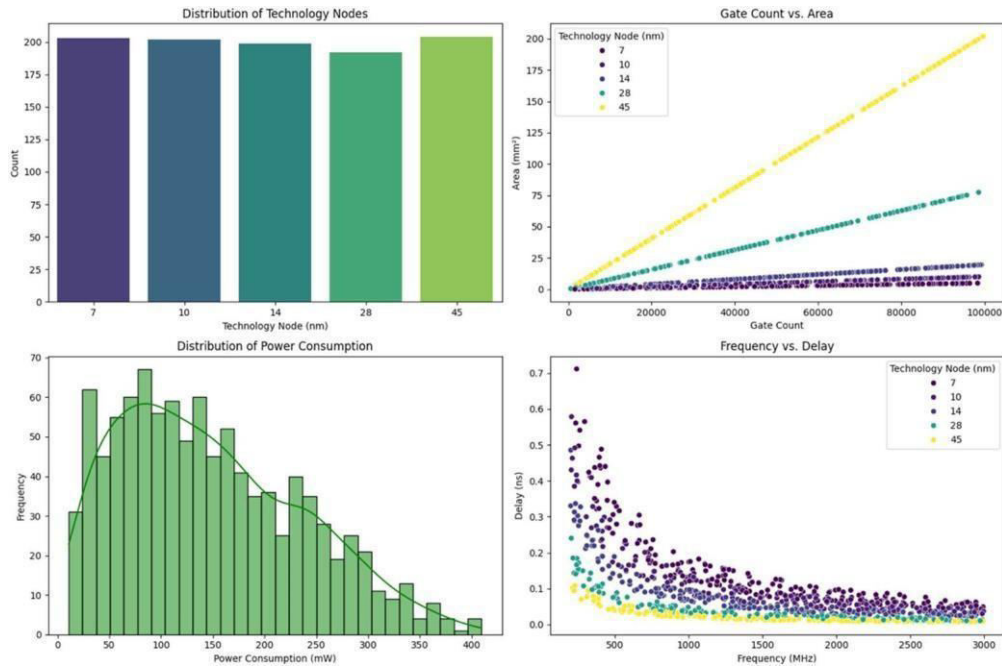 Distribution of Technology Nodes
Count
200
175
150
125
100
75
50
25
0
7 10 14 28 45
Technology Node (nm)
Gate Count vs. Area
Technology Node (nm)
7
10
14
28
45
Area (mm²)
200
175
150
125
100
75
50
25
0
0 20000 40000 60000 80000 100000
Gate Count
Distribution of Power Consumption
Frequency
70
60
50
40
30
20
10
0
0 50 100 150 200 250 300 350 400
Power Consumption (mW)
Frequency vs. Delay
Technology Node (nm)
7
10
14
28
45
Delay (ns)
0.7
0.6
0.5
0.4
0.3
0.2
0.1
0.0
500 1000 1500 2000 2500 3000
Frequency (MHz)